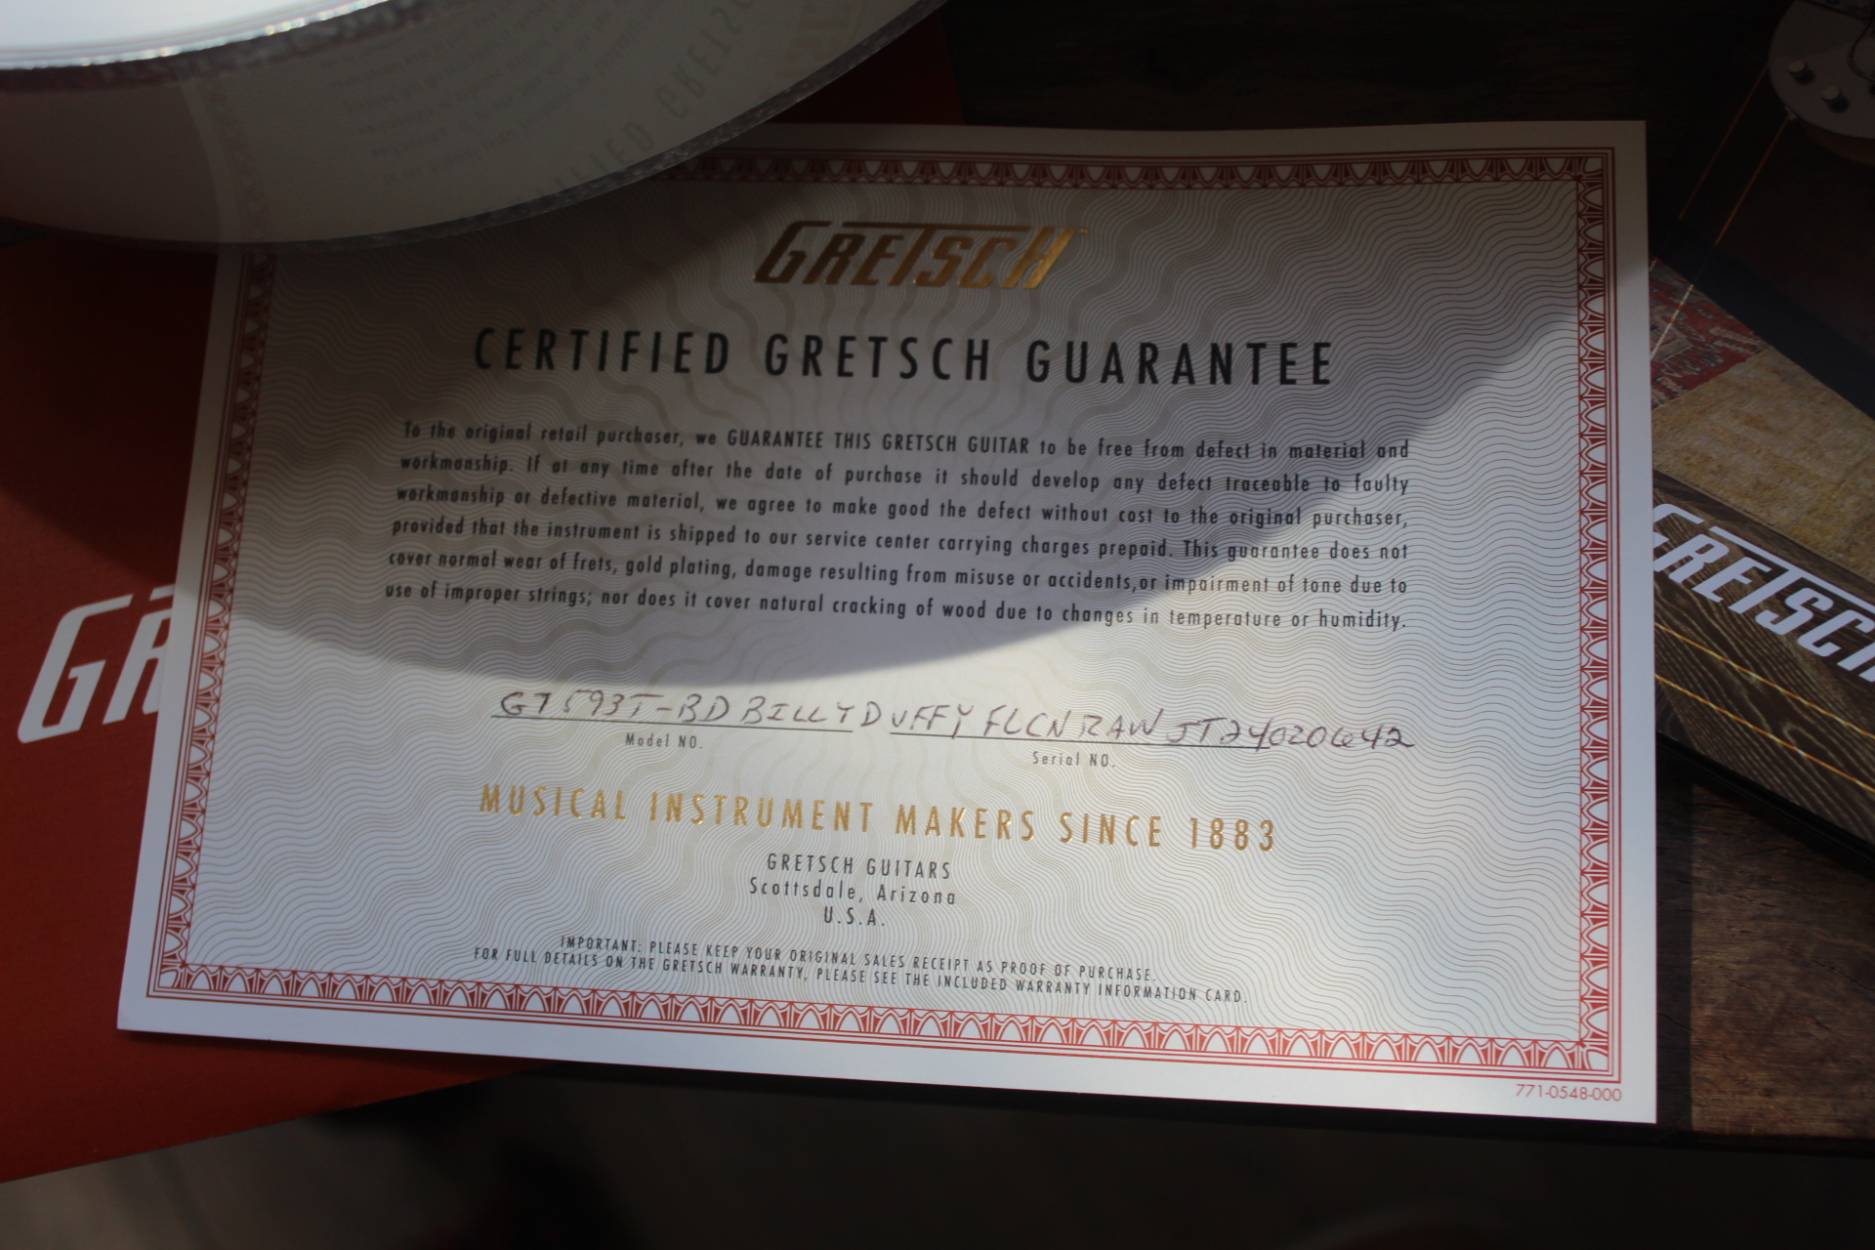 GRETSCH
CERTIFIED GRETSCH GUARANTEE
To the original retail purchaser, we GUARANTEE THIS GRETSCH GUITAR to be free from defect in material and
workmanship. If at any time after the date of purchase it should develop any defect traceable to faulty
workmanship or defective material, we agree to make good the defect without cost to the original purchaser,
provided that the instrument is shipped to our service center carrying charges prepaid. This guarantee does not
cover normal wear of frets, gold plating, damage resulting from misuse or accidents,or impairment of tone due to
use of improper strings; nor does it cover natural cracking of wood due to changes in temperature or humidity.
G7593T-BD BILLY DUFFY FLCN RAW JT24020642
Model NO.
Serial NO.
MUSICAL INSTRUMENT MAKERS SINCE 1883
GRETSCH GUITARS
Scottsdale, Arizona
U.S.A.
IMPORTANT: PLEASE KEEP YOUR ORIGINAL SALES RECEIPT AS PROOF OF PURCHASE.
FOR FULL DETAILS ON THE GRETSCH WARRANTY, PLEASE SEE THE INCLUDED WARRANTY INFORMATION CARD.
771-0548-000
GR
GRETSCH